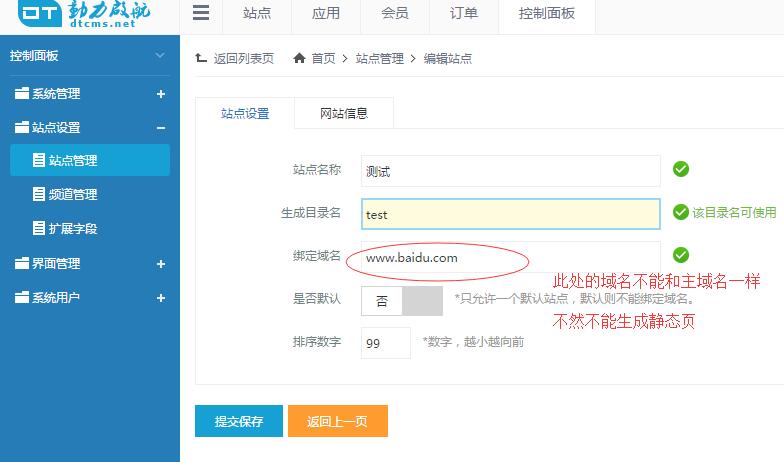 动力启航
dtcms.net
站点 应用 会员 订单 控制面板
控制面板
返回列表页 首页 站点管理 编辑站点
系统管理
站点设置
站点管理
频道管理
扩展字段
界面管理
系统用户
站点设置 网站信息
站点名称 测试
生成目录名 test 该目录名可使用
绑定域名 www.baidu.com
此处的域名不能和主域名一样
是否默认 否 *只允许一个默认站点，默认则不能绑定域名。
不然不能生成静态页
排序数字 99 *数字，越小越向前
提交保存 返回上一页